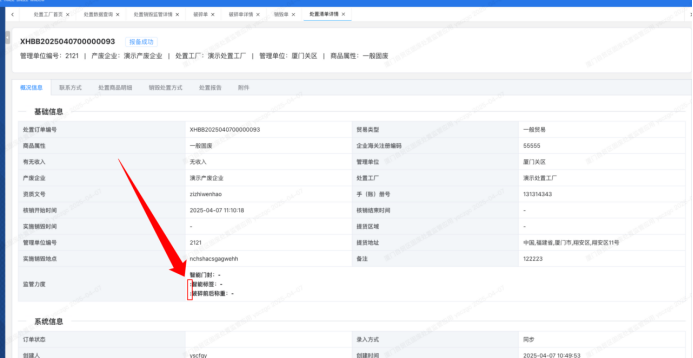 处置工厂首页 × 处置数据查询 × 处置销毁监管详情 × 破碎单 × 破碎单详情 × 销毁单 × 处置清单详情 ×
XHBB2025040700000093 报备成功
管理单位编号：2121 | 产废企业：演示产废企业 | 处置工厂：演示处置工厂 | 管理单位：厦门关区 | 商品属性：一般固废
概况信息 联系方式 处置商品明细 销毁处置方式 处置报告 附件
基础信息
处置订单编号 XHBB2025040700000093 贸易类型 一般贸易
商品属性 一般固废 企业海关注册编码 55555
有无收入 无收入 管理单位 厦门关区
产废企业 演示产废企业 处置工厂 演示处置工厂
资质文号 zizhiwenhao 手（账）册号 131314343
核销开始时间 2025-04-07 11:10:18 核销结束时间 -
实施销毁时间 - 提货区域 -
管理单位编号 2121 提货地址 中国,福建省,厦门市,翔安区,翔安区11号
实施销毁地点 nchshacsgagwehh 备注 122223
监管力度 智能门封：-
:智能标签：-
:破碎前后称重：-
系统信息
订单状态 录入方式 同步
创建人 yscfqy 创建时间 2025-04-07 10:49:53